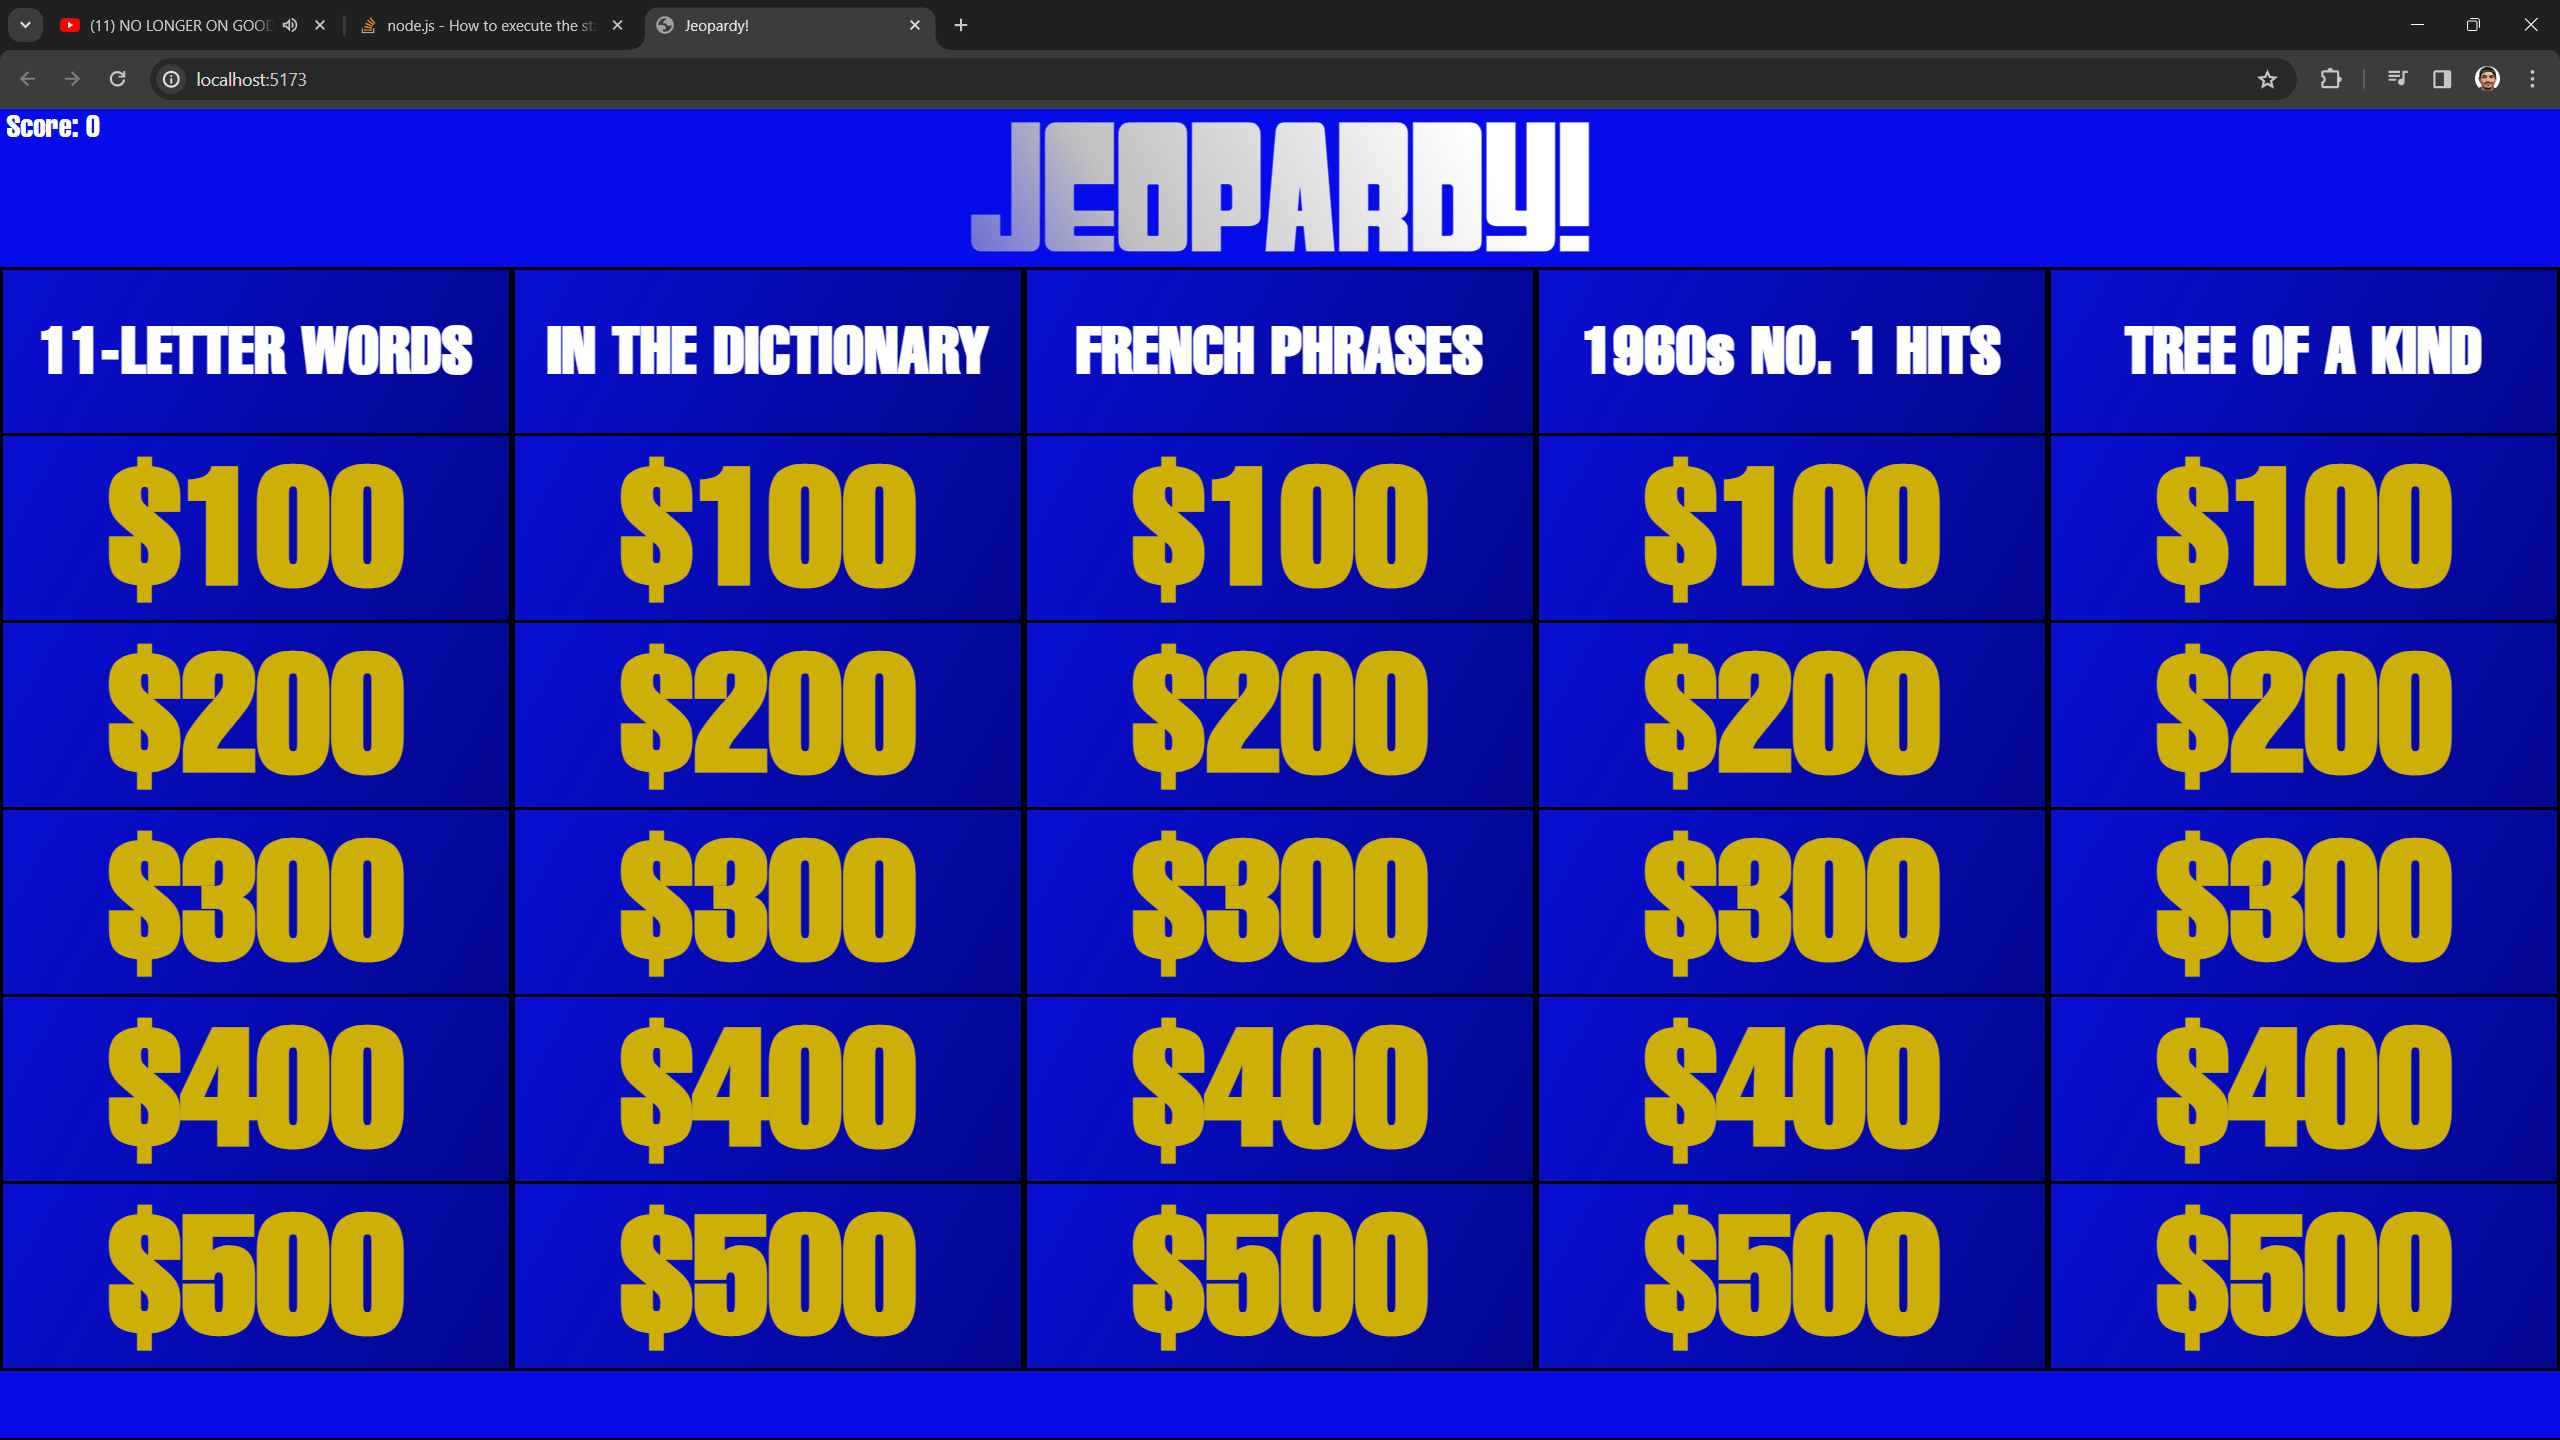 (11) NO LONGER ON GOOD
node.js - How to execute the sta
Jeopardy!
localhost:5173
Score: 0
JEOPARDY!
11-LETTER WORDS IN THE DICTIONARY FRENCH PHRASES 1960s NO. 1 HITS TREE OF A KIND
$100 $100 $100 $100 $100
$200 $200 $200 $200 $200
$300 $300 $300 $300 $300
$400 $400 $400 $400 $400
$500 $500 $500 $500 $500